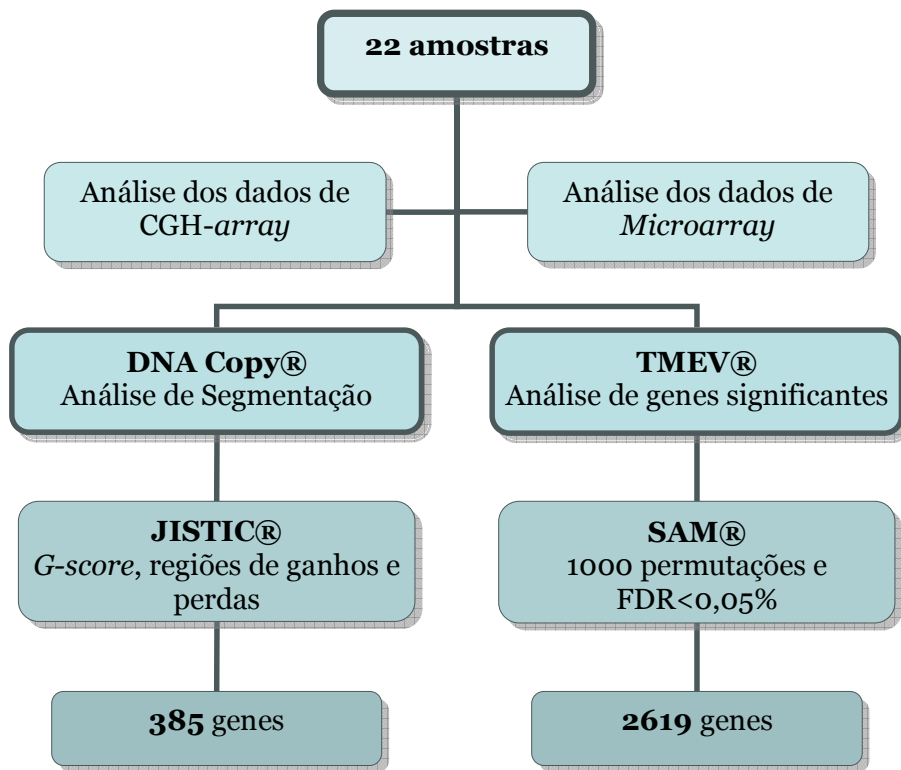 22 amostras
Análise dos dados de
CGH-array
Análise dos dados de
Microarray
DNA Copy®
Análise de Segmentação
TMEV®
Análise de genes significantes
JISTIC®
G-score, regiões de ganhos e
perdas
SAM®
1000 permutações e
FDR<0,05%
385 genes
2619 genes